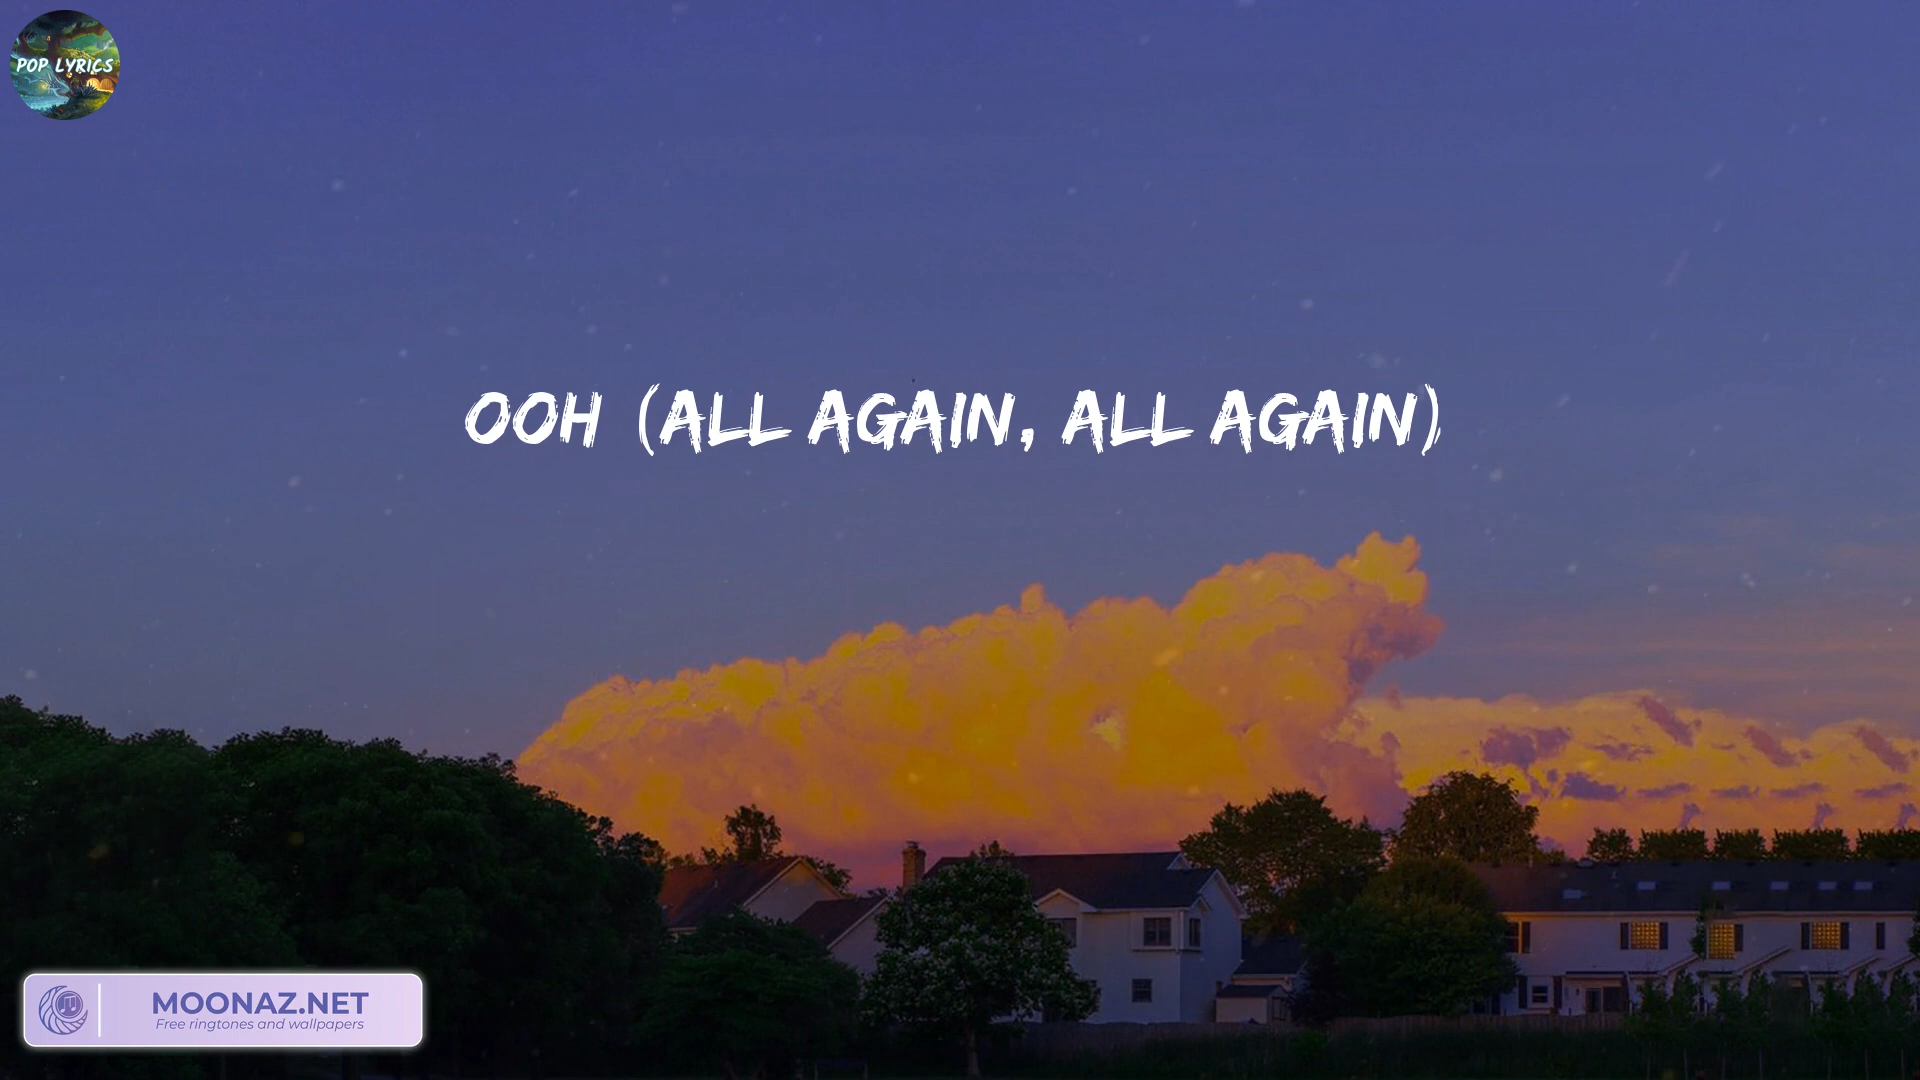 POP LYRICS
OOH (ALL AGAIN, ALL AGAIN)
MOONAZ.NET
Free ringtones and wallpapers